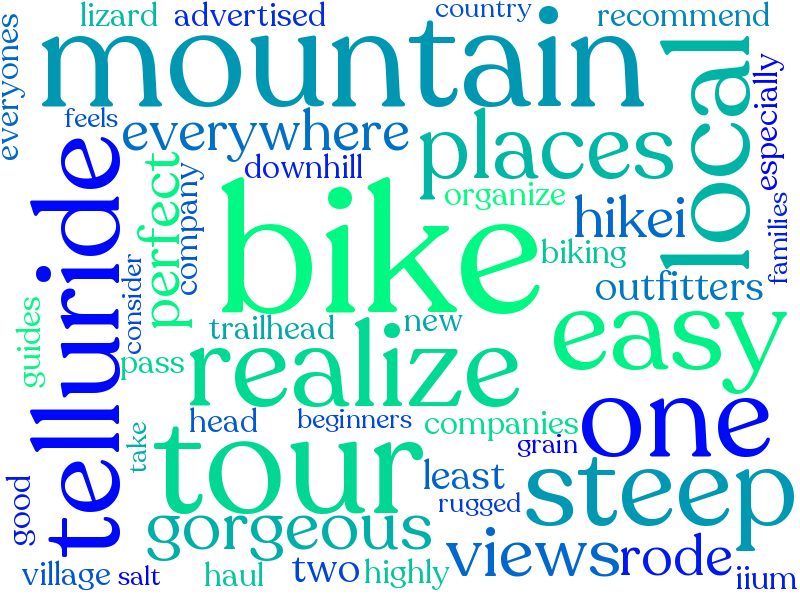 lizard
advertised
country
recommend
everyones
mountain
local
especially
feels
everywhere
places
telluride
perfect
company
downhill
bike
organize
hikei
families
biking
outfitters
consider
guides
trailhead
new
easy
pass
realize
head
beginners
companies
one
take
tour
grain
least
steep
good
rugged
gorgeous
views
rode
village
salt
haul
two
highly
iium